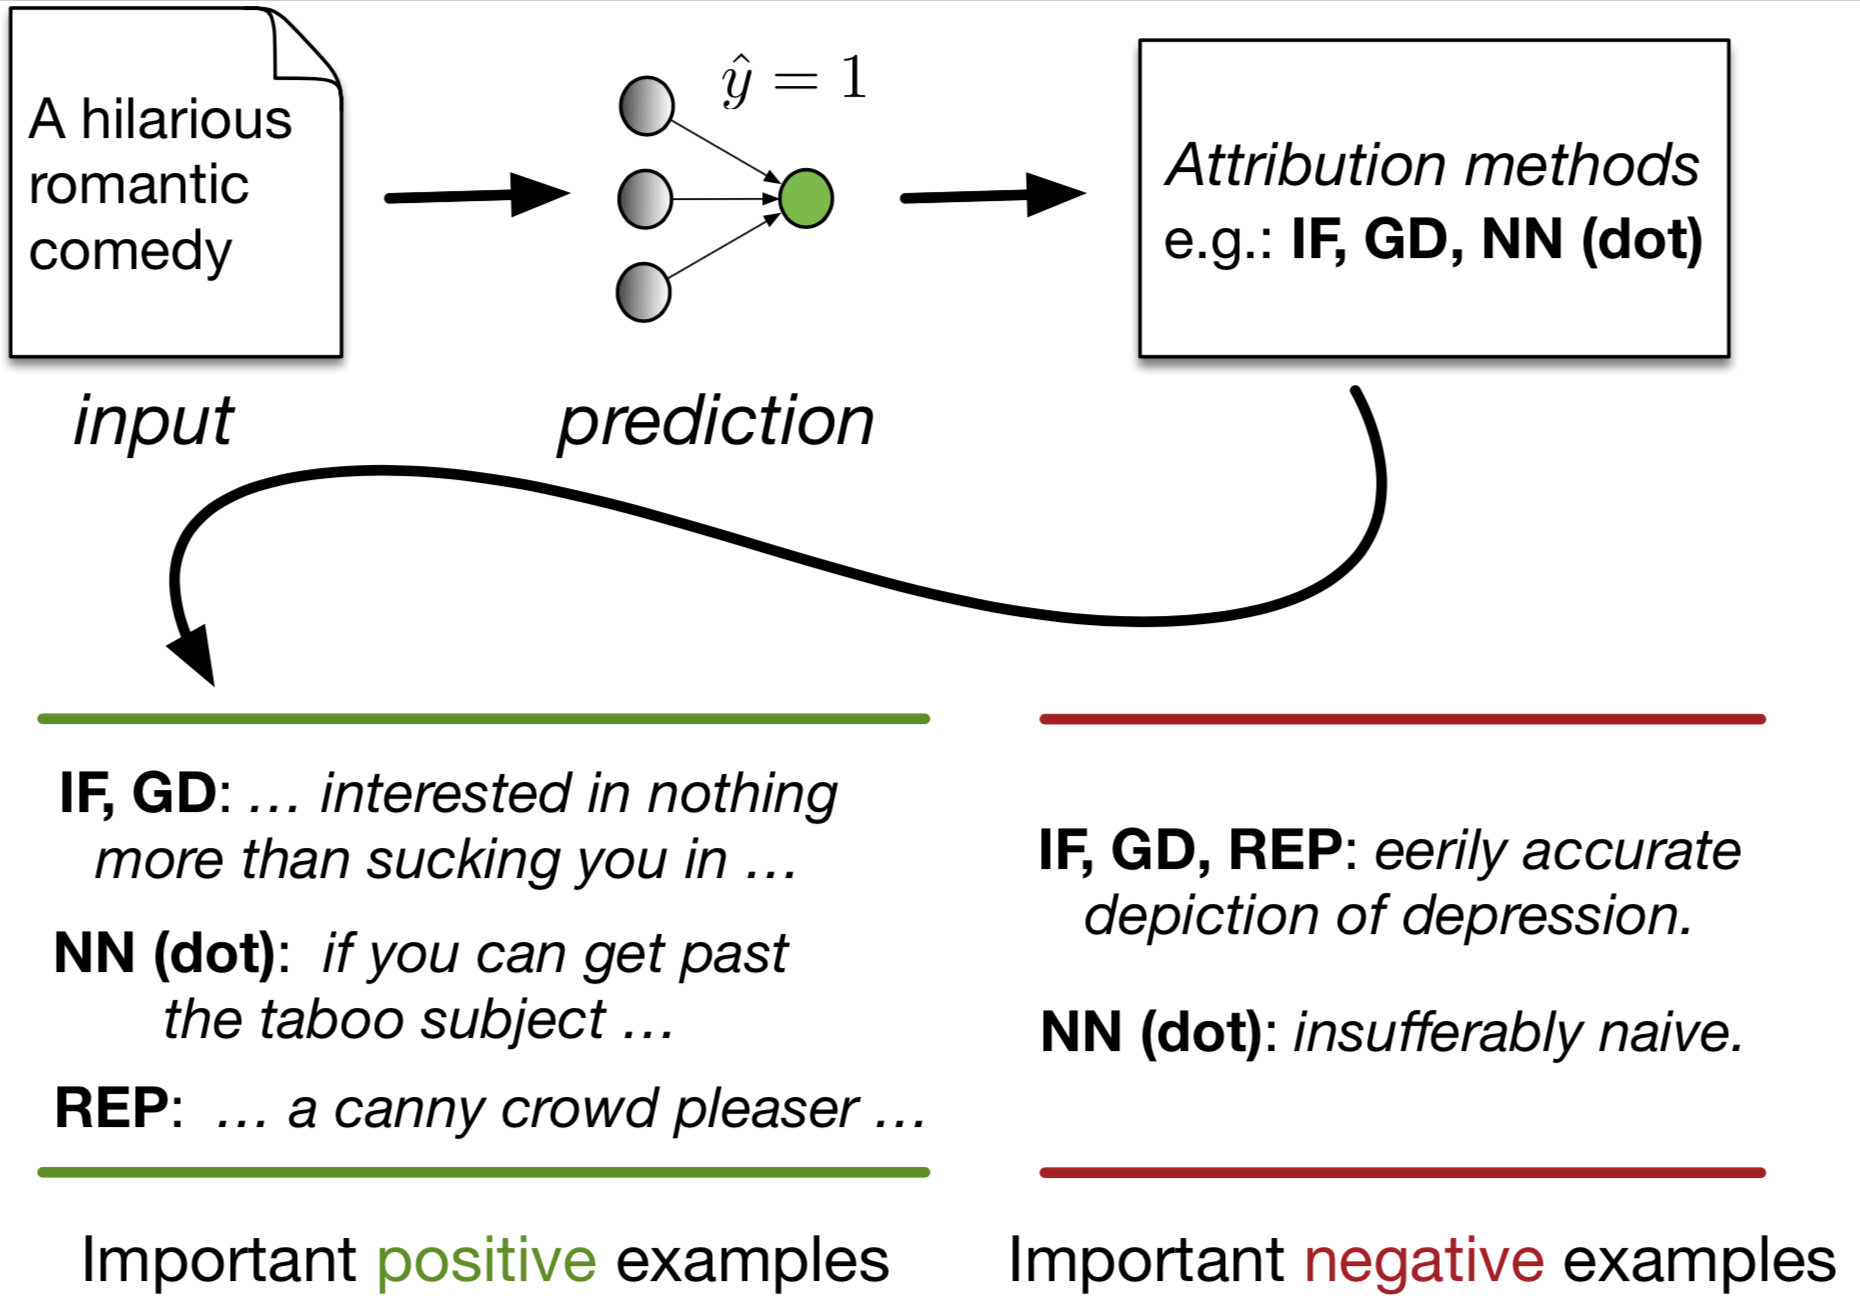 A hilarious
romantic
comedy
ŷ = 1
Attribution methods
e.g.: IF, GD, NN (dot)
input
prediction
IF, GD: … interested in nothing
more than sucking you in …
NN (dot): if you can get past
the taboo subject …
REP: … a canny crowd pleaser …
Important positive examples
IF, GD, REP: eerily accurate
depiction of depression.
NN (dot): insufferably naive.
Important negative examples